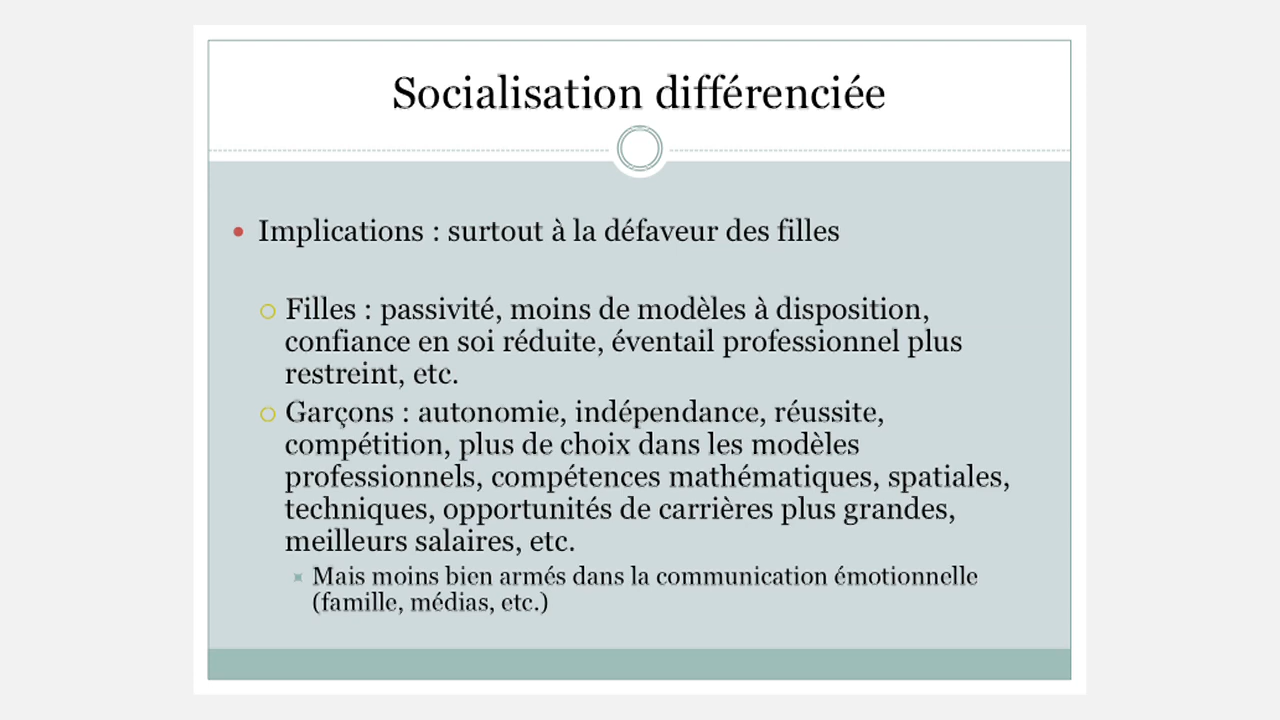 Socialisation différenciée
Implications : surtout à la défaveur des filles
Filles : passivité, moins de modèles à disposition,
confiance en soi réduite, éventail professionnel plus
restreint, etc.
Garçons : autonomie, indépendance, réussite,
compétition, plus de choix dans les modèles
professionnels, compétences mathématiques, spatiales,
techniques, opportunités de carrières plus grandes,
meilleurs salaires, etc.
Mais moins bien armés dans la communication émotionnelle
(famille, médias, etc.)